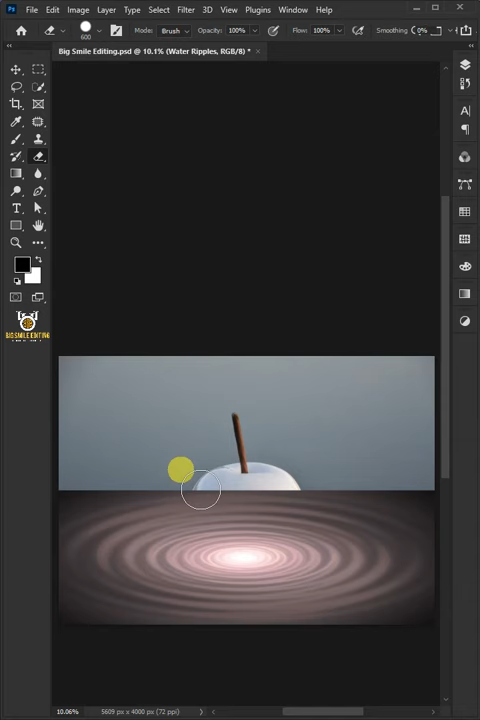 Ps File Edit Image Layer Type Select Filter 3D View Plugins Window Help
600 Mode: Brush Opacity: 100% Flow: 100% Smoothing 0%
Big Smile Editing.psd @ 10.1% (Water Ripples, RGB/8) * ×
T
A
BIG SMILE EDITING
10.06% 5609 px x 4000 px (72 ppi)